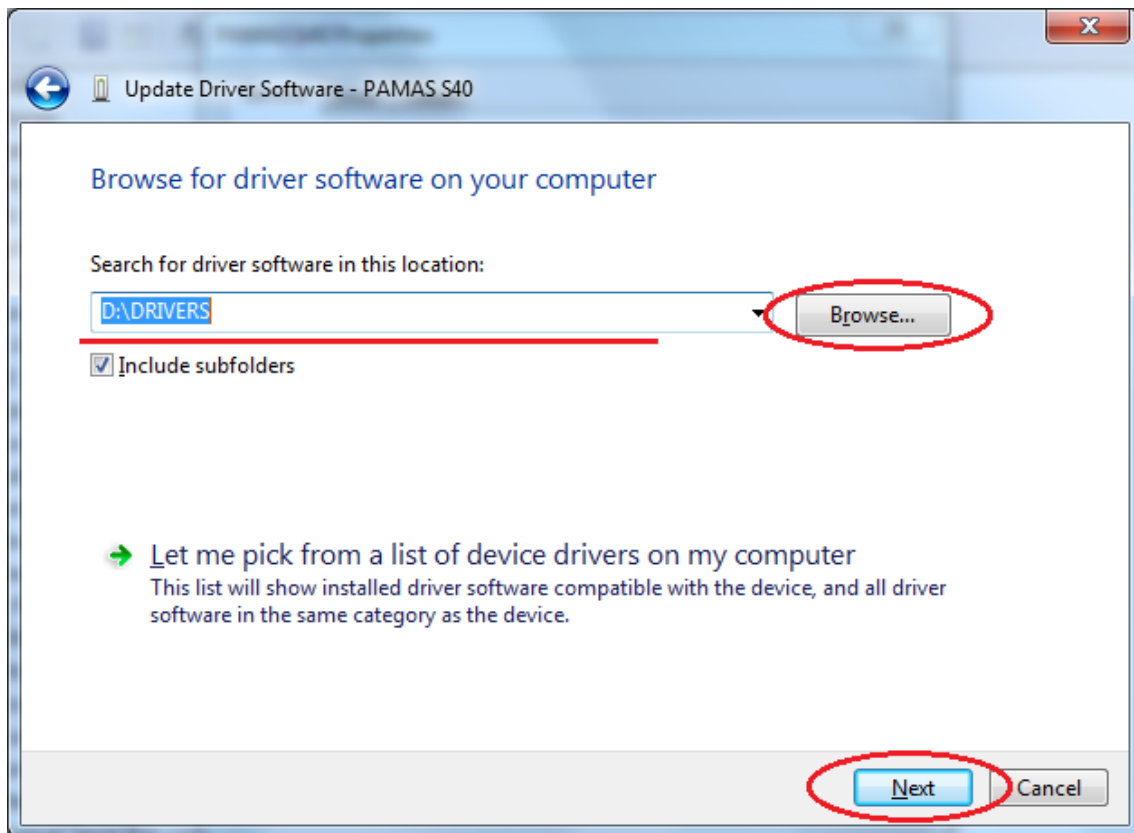 Update Driver Software - PAMAS S40
Browse for driver software on your computer
Search for driver software in this location:
D:\DRIVERS
Browse...
Include subfolders
Let me pick from a list of device drivers on my computer
This list will show installed driver software compatible with the device, and all driver
software in the same category as the device.
Next
Cancel